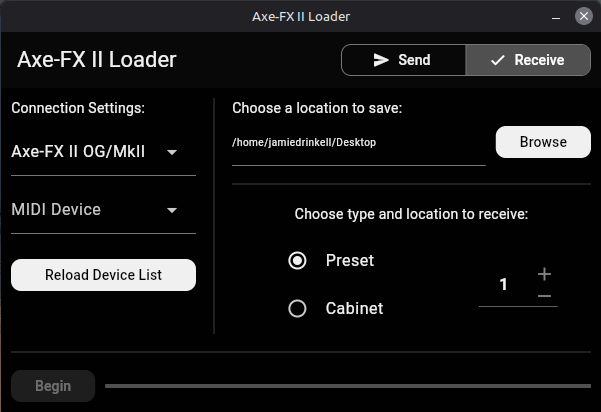 Axe-FX II Loader
Axe-FX II Loader
Send
Receive
Connection Settings:
Axe-FX II OG/MkII
MIDI Device
Reload Device List
Choose a location to save:
/home/jamiedrinkell/Desktop
Browse
Choose type and location to receive:
Preset
Cabinet
1
Begin